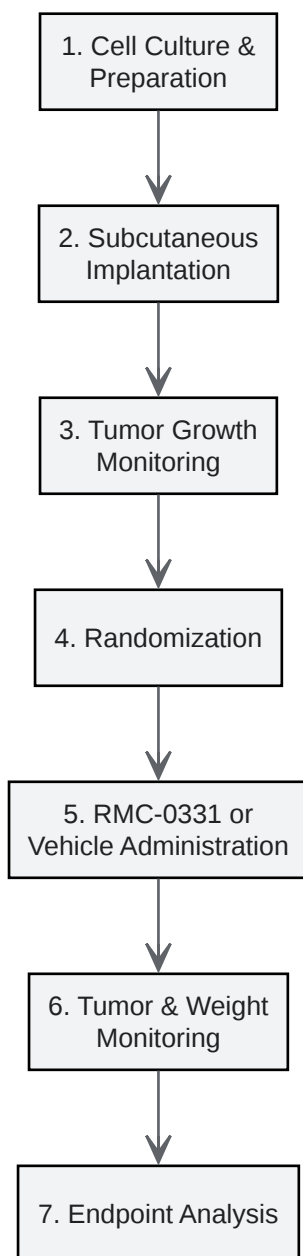 1. Cell Culture &
Preparation
2. Subcutaneous
Implantation
3. Tumor Growth
Monitoring
4. Randomization
5. RMC-0331 or
Vehicle Administration
6. Tumor & Weight
Monitoring
7. Endpoint Analysis